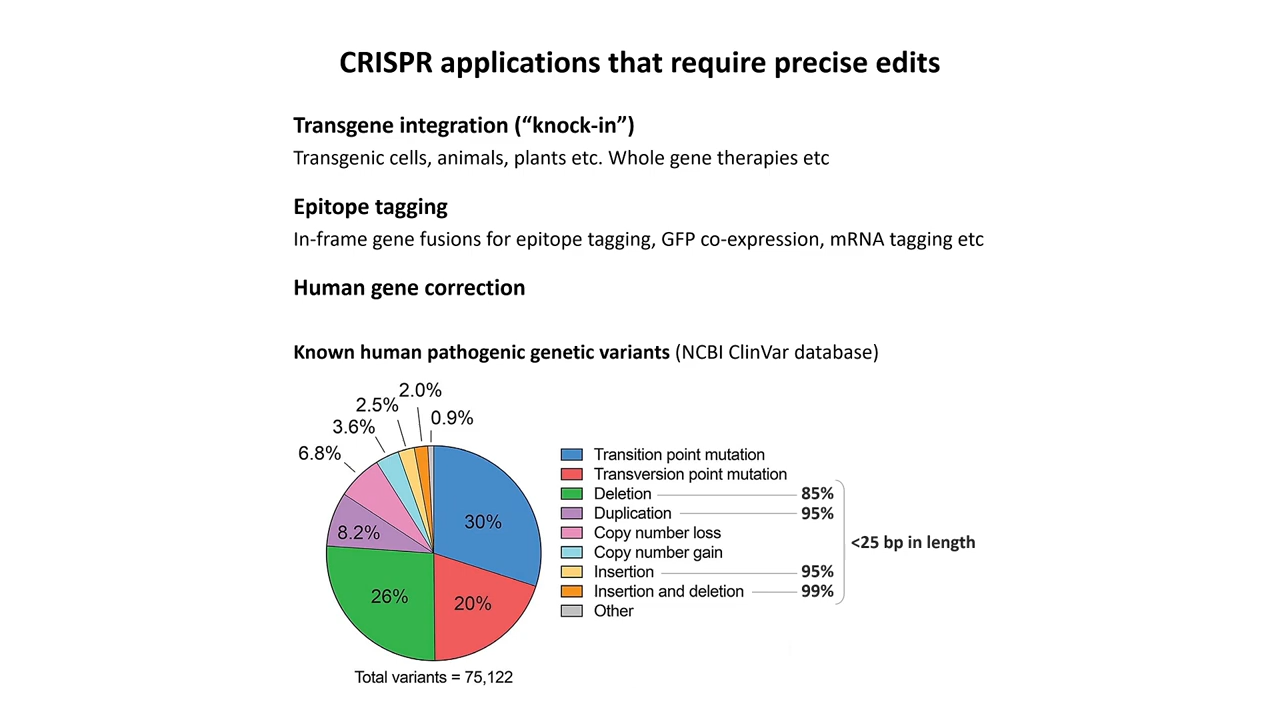 CRISPR applications that require precise edits
Transgene integration (“knock-in”)
Transgenic cells, animals, plants etc. Whole gene therapies etc
Epitope tagging
In-frame gene fusions for epitope tagging, GFP co-expression, mRNA tagging etc
Human gene correction
Known human pathogenic genetic variants (NCBI ClinVar database)
2.0%
2.5%
0.9%
3.6%
6.8%
30%
8.2%
26%
20%
Total variants = 75,122
Transition point mutation
Transversion point mutation
Deletion 85%
Duplication 95%
Copy number loss
<25 bp in length
Copy number gain
Insertion 95%
Insertion and deletion 99%
Other